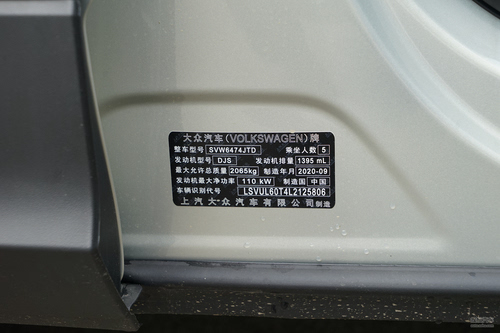 大众汽车(VOLKSWAGEN)牌
整车型号 SVW6474JTD 乘坐人数 5
发动机型号 DJS 发动机排量 1395 mL
最大允许总质量 2065kg 制造年月 2020-09
发动机最大净功率 110 kW 制造国 中国
车辆识别代号 LSVUL60T4L2125806
上汽大众汽车有限公司制造